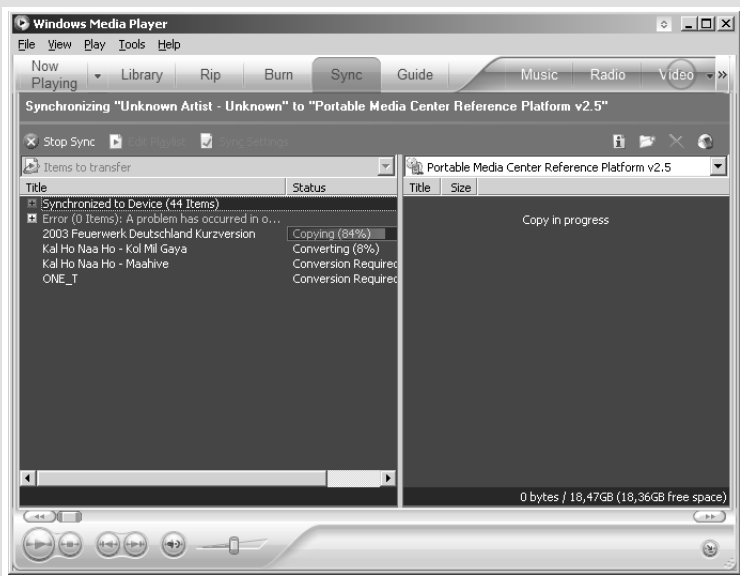 Windows Media Player
File View Play Tools Help
Now Playing Library Rip Burn Sync Guide Music Radio Video
Synchronizing "Unknown Artist - Unknown" to "Portable Media Center Reference Platform v2.5"
Stop Sync Edit Playlist Sync Settings
Items to transfer Portable Media Center Reference Platform v2.5
Title Status Title Size
Synchronized to Device (44 Items)
Error (0 Items): A problem has occurred in o... Copy in progress
2003 Feuerwerk Deutschland Kurzversion Copying (84%)
Kal Ho Naa Ho - Kol Mil Gaya Converting (8%)
Kal Ho Naa Ho - Maahive Conversion Required
ONE_T Conversion Required
0 bytes / 18,47GB (18,36GB free space)